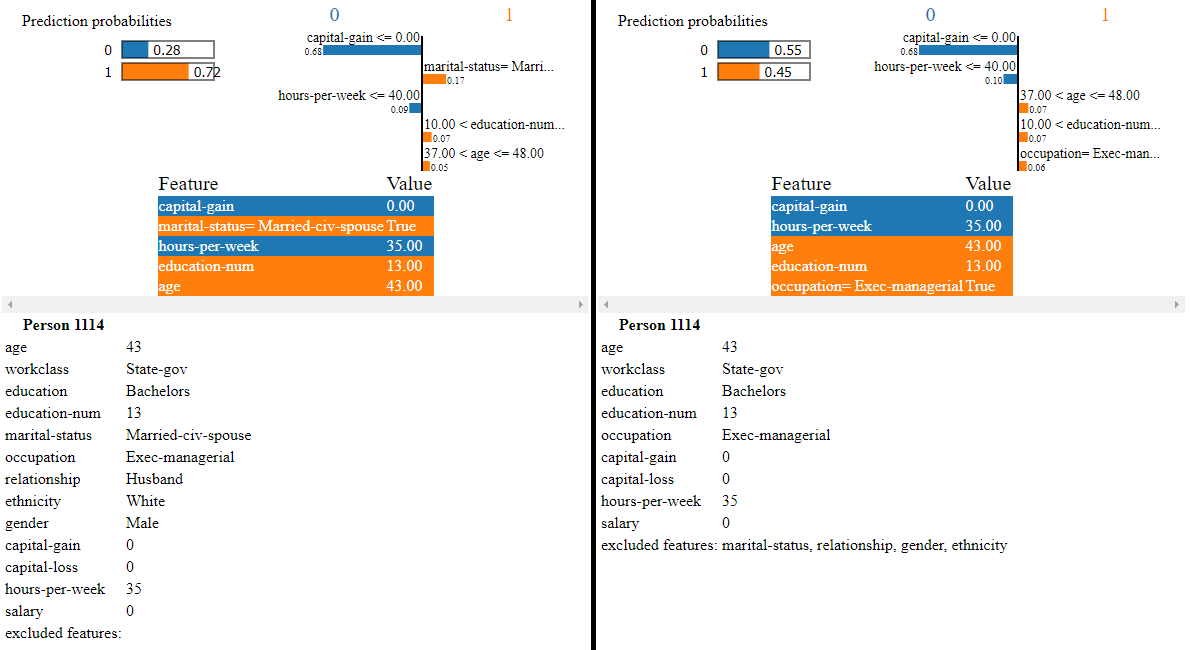 Prediction probabilities
0 0.28
1 0.72
0 1
capital-gain <= 0.00
0.68
marital-status= Marri...
0.17
hours-per-week <= 40.00
0.09
10.00 < education-num...
0.07
37.00 < age <= 48.00
0.05
Feature Value
capital-gain 0.00
marital-status= Married-civ-spouse True
hours-per-week 35.00
education-num 13.00
age 43.00
Person 1114
age 43
workclass State-gov
education Bachelors
education-num 13
marital-status Married-civ-spouse
occupation Exec-managerial
relationship Husband
ethnicity White
gender Male
capital-gain 0
capital-loss 0
hours-per-week 35
salary 0
excluded features:
Prediction probabilities
0 0.55
1 0.45
0 1
capital-gain <= 0.00
0.68
hours-per-week <= 40.00
0.10
37.00 < age <= 48.00
0.07
10.00 < education-num...
0.07
occupation= Exec-man...
0.06
Feature Value
capital-gain 0.00
hours-per-week 35.00
age 43.00
education-num 13.00
occupation= Exec-managerial True
Person 1114
age 43
workclass State-gov
education Bachelors
education-num 13
occupation Exec-managerial
capital-gain 0
capital-loss 0
hours-per-week 35
salary 0
excluded features: marital-status, relationship, gender, ethnicity